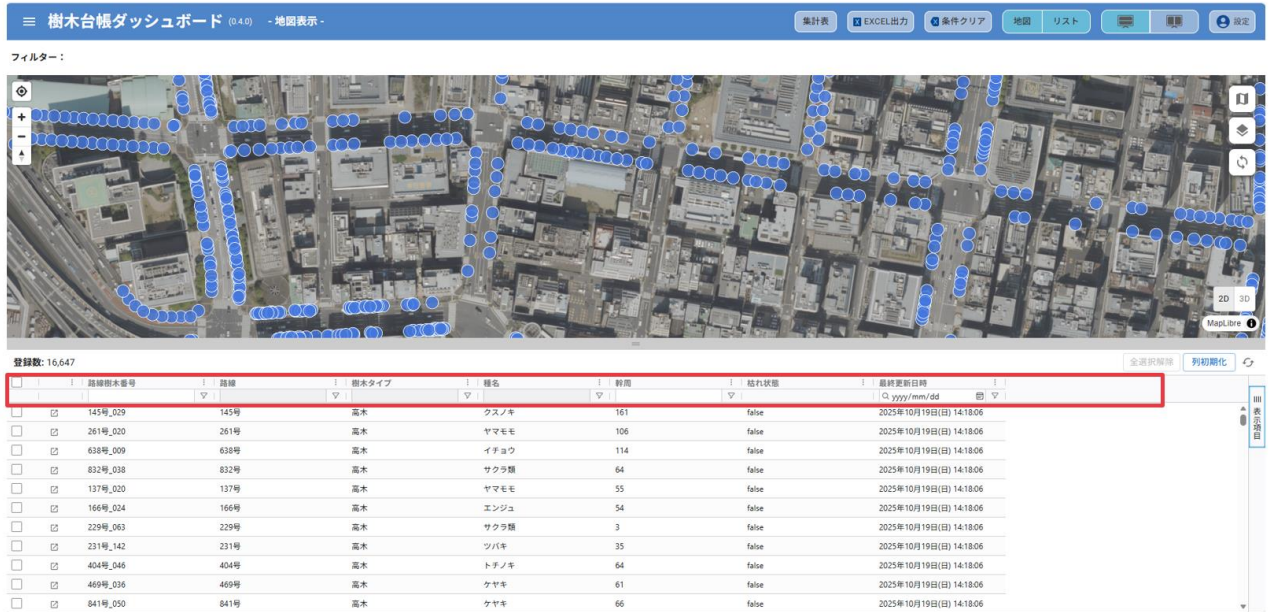 樹木台帳ダッシュボード (0.4.0) - 地図表示 -
集計表 EXCEL出力 条件クリア 地図 リスト 設定
フィルター：
2D 3D
MapLibre
登録数: 16,647
全選択解除 列初期化
路線樹木番号 路線 樹木タイプ 種名 幹周 枯れ状態 最終更新日時
yyyy/mm/dd
表示項目
145号_029 145号 高木 クスノキ 161 false 2025年10月19日(日) 14:18:06
261号_020 261号 高木 ヤマモモ 106 false 2025年10月19日(日) 14:18:06
638号_009 638号 高木 イチョウ 114 false 2025年10月19日(日) 14:18:06
832号_038 832号 高木 サクラ類 64 false 2025年10月19日(日) 14:18:06
137号_020 137号 高木 ヤマモモ 55 false 2025年10月19日(日) 14:18:06
166号_024 166号 高木 エンジュ 54 false 2025年10月19日(日) 14:18:06
229号_063 229号 高木 サクラ類 3 false 2025年10月19日(日) 14:18:06
231号_142 231号 高木 ツバキ 35 false 2025年10月19日(日) 14:18:06
404号_046 404号 高木 トチノキ 64 false 2025年10月19日(日) 14:18:06
469号_036 469号 高木 ケヤキ 61 false 2025年10月19日(日) 14:18:06
841号_050 841号 高木 ケヤキ 66 false 2025年10月19日(日) 14:18:06